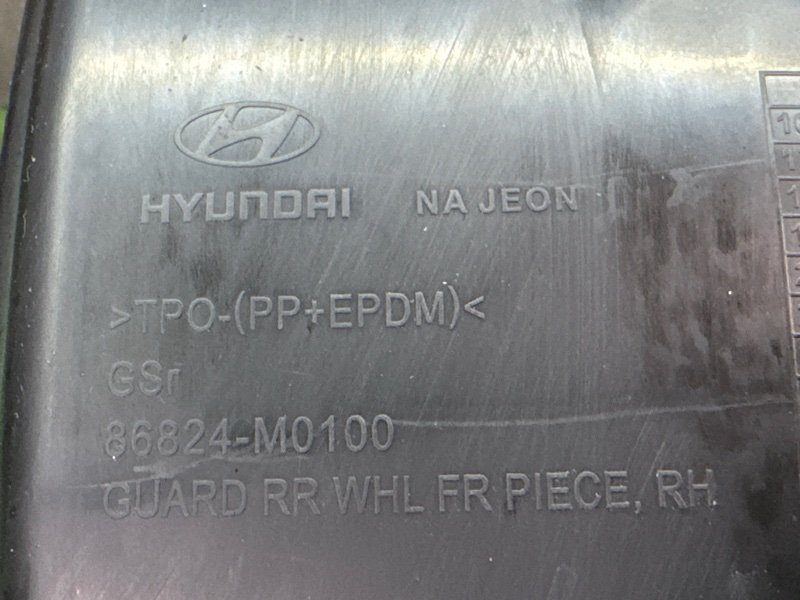 HYUNDAI NA JEON
>TPO-(PP+EPDM)<
GSr
86824-M0100
GUARD RR WHL FR PIECE, RH